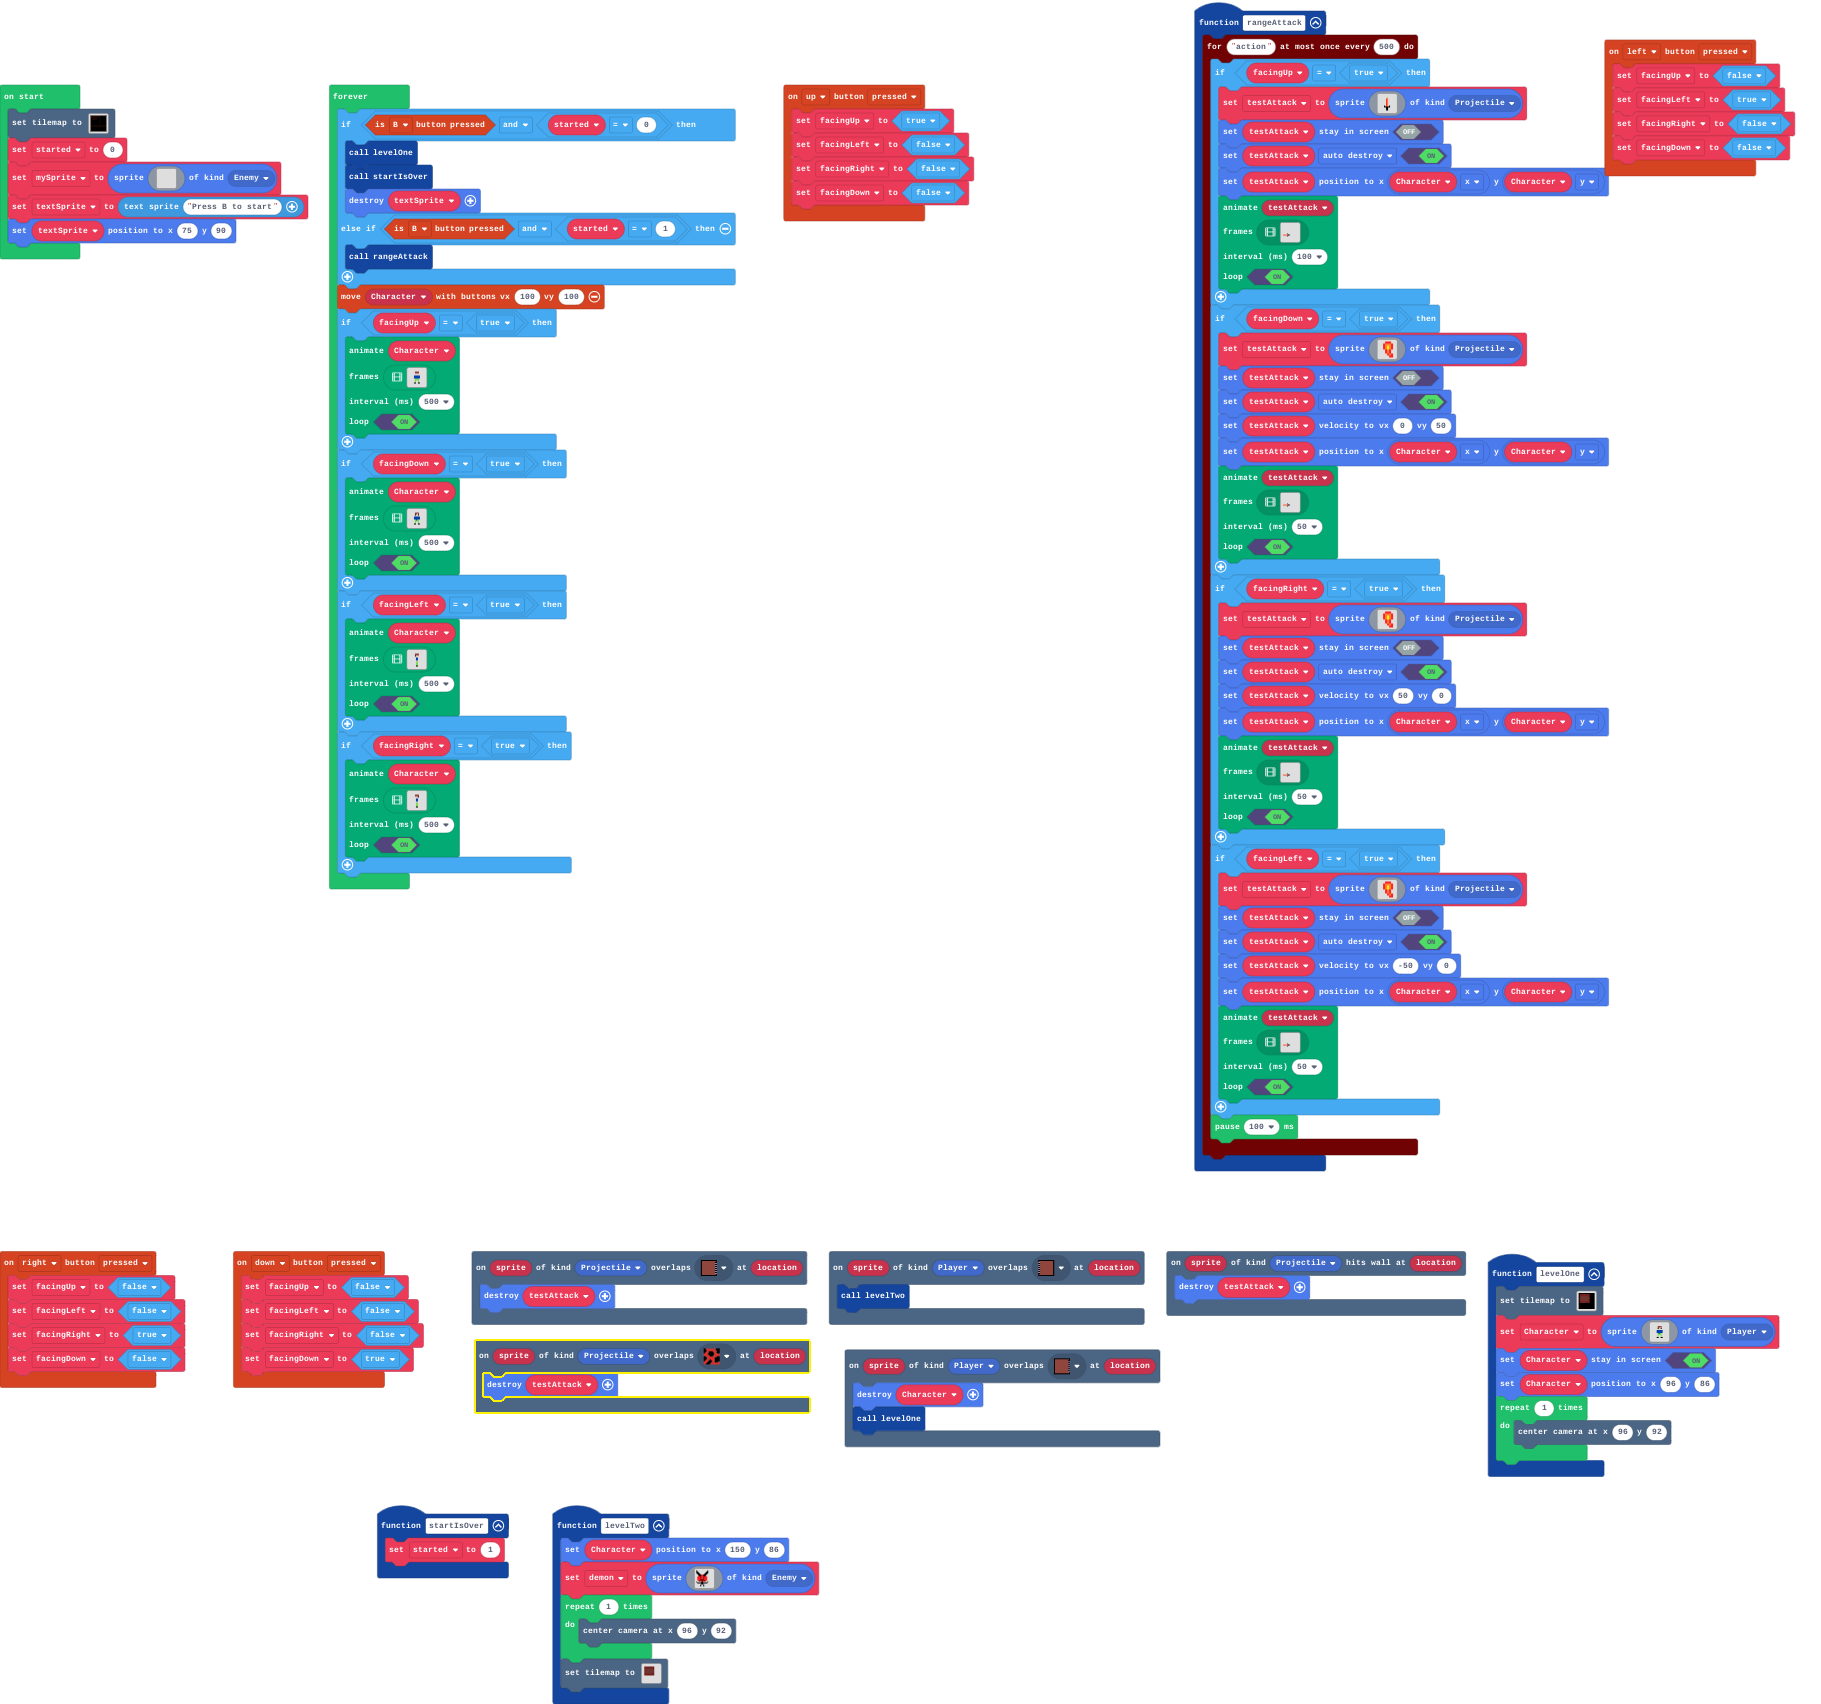 on start
set tilemap to
set started to 0
set mySprite to sprite of kind Enemy
set textSprite to text sprite "Press B to start"
set textSprite position to x 75 y 90
forever
if is B button pressed and started = 0 then
call levelOne
call startIsOver
destroy textSprite
else if is B button pressed and started = 1 then
call rangeAttack
move Character with buttons vx 100 vy 100
if facingUp = true then
animate Character
frames
interval (ms) 500
loop ON
if facingDown = true then
animate Character
frames
interval (ms) 500
loop ON
if facingLeft = true then
animate Character
frames
interval (ms) 500
loop ON
if facingRight = true then
animate Character
frames
interval (ms) 500
loop ON
on up button pressed
set facingUp to true
set facingLeft to false
set facingRight to false
set facingDown to false
function rangeAttack
for "action" at most once every 500 do
if facingUp = true then
set testAttack to sprite of kind Projectile
set testAttack stay in screen OFF
set testAttack auto destroy ON
set testAttack position to x Character x y Character y
animate testAttack
frames
interval (ms) 100
loop ON
if facingDown = true then
set testAttack to sprite of kind Projectile
set testAttack stay in screen OFF
set testAttack auto destroy ON
set testAttack velocity to vx 0 vy 50
set testAttack position to x Character x y Character y
animate testAttack
frames
interval (ms) 50
loop ON
if facingRight = true then
set testAttack to sprite of kind Projectile
set testAttack stay in screen OFF
set testAttack auto destroy ON
set testAttack velocity to vx 50 vy 0
set testAttack position to x Character x y Character y
animate testAttack
frames
interval (ms) 50
loop ON
if facingLeft = true then
set testAttack to sprite of kind Projectile
set testAttack stay in screen OFF
set testAttack auto destroy ON
set testAttack velocity to vx -50 vy 0
set testAttack position to x Character x y Character y
animate testAttack
frames
interval (ms) 50
loop ON
pause 100 ms
on left button pressed
set facingUp to false
set facingLeft to true
set facingRight to false
set facingDown to false
on right button pressed
set facingUp to false
set facingLeft to false
set facingRight to true
set facingDown to false
on down button pressed
set facingUp to false
set facingLeft to false
set facingRight to false
set facingDown to true
on sprite of kind Projectile overlaps at location
destroy testAttack
on sprite of kind Projectile overlaps at location
destroy testAttack
on sprite of kind Player overlaps at location
call levelTwo
on sprite of kind Player overlaps at location
destroy Character
call levelOne
on sprite of kind Projectile hits wall at location
destroy testAttack
function levelOne
set tilemap to
set Character to sprite of kind Player
set Character stay in screen ON
set Character position to x 96 y 86
repeat 1 times
do
center camera at x 96 y 92
function startIsOver
set started to 1
function levelTwo
set Character position to x 150 y 86
set demon to sprite of kind Enemy
repeat 1 times
do
center camera at x 96 y 92
set tilemap to